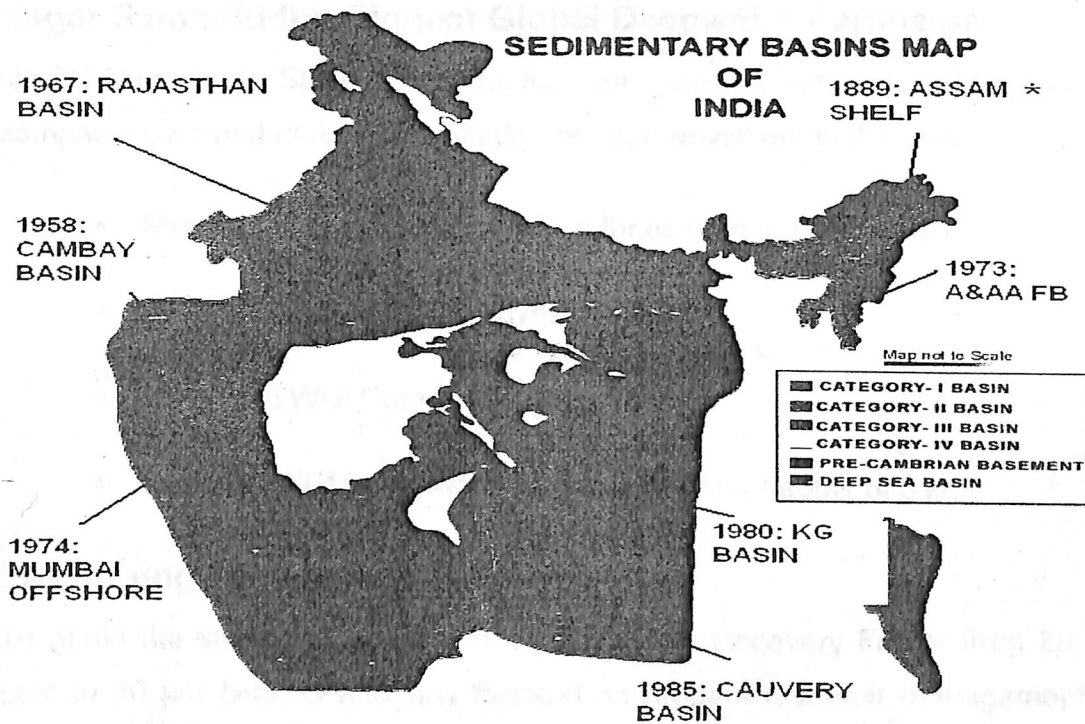 SEDIMENTARY BASINS MAP
OF
INDIA
1967: RAJASTHAN
BASIN
1889: ASSAM *
SHELF
1958:
CAMBAY
BASIN
1973:
A&AA FB
Map not to Scale
CATEGORY- I BASIN
CATEGORY- II BASIN
CATEGORY- III BASIN
CATEGORY- IV BASIN
PRE-CAMBRIAN BASEMENT
DEEP SEA BASIN
1974:
MUMBAI
OFFSHORE
1980: KG
BASIN
1985: CAUVERY
BASIN